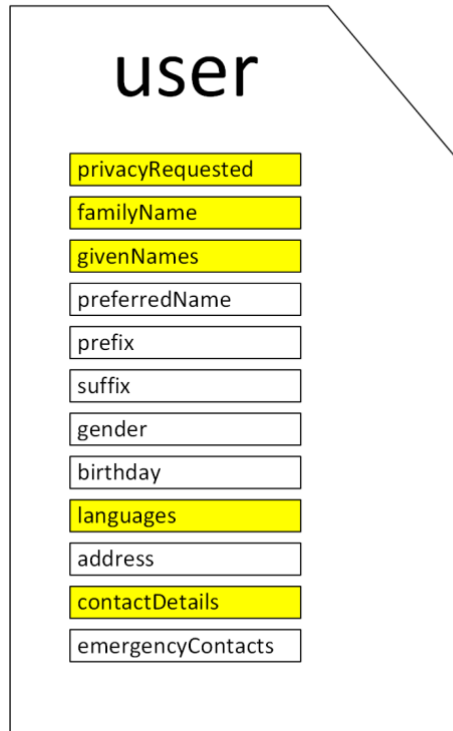 user
privacyRequested
familyName
givenNames
preferredName
prefix
suffix
gender
birthday
languages
address
contactDetails
emergencyContacts